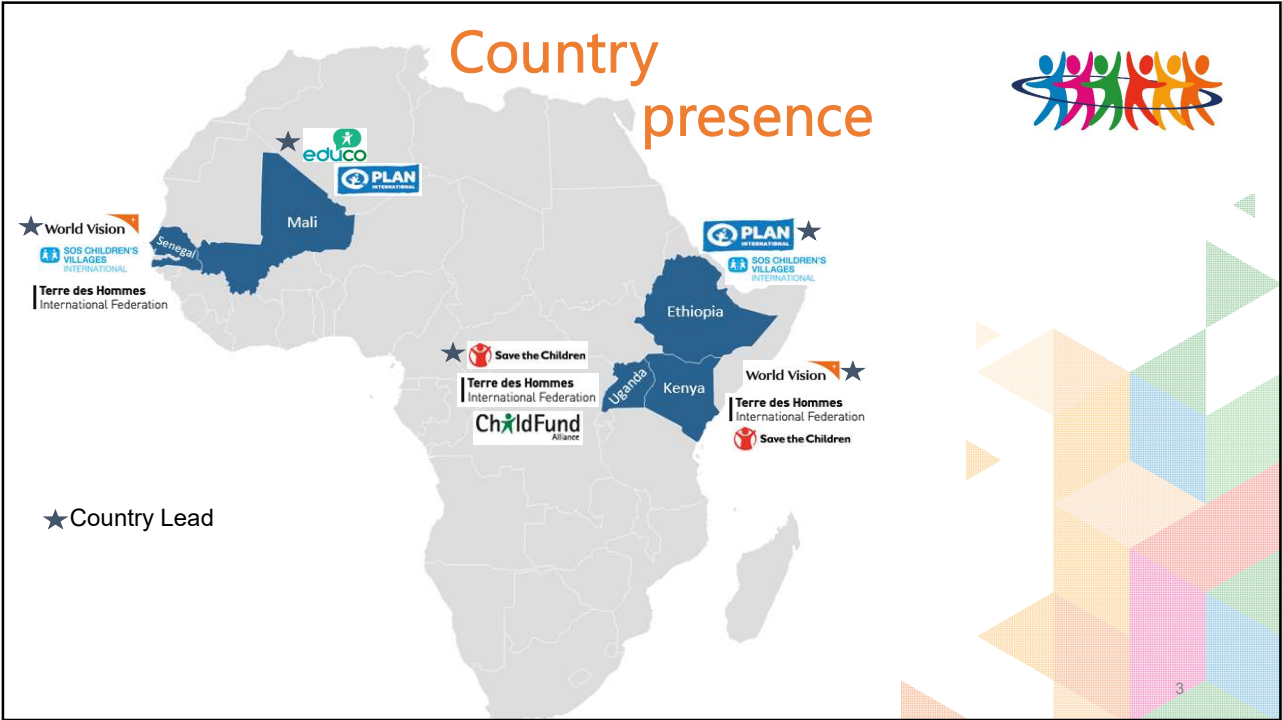 Country
presence
educo
PLAN
INTERNATIONAL
Mali
World Vision
Senegal
SOS CHILDREN'S
VILLAGES
INTERNATIONAL
Terre des Hommes
International Federation
PLAN
INTERNATIONAL
SOS CHILDREN'S
VILLAGES
INTERNATIONAL
Ethiopia
Save the Children
Terre des Hommes
International Federation
ChildFund
Alliance
Uganda
Kenya
World Vision
Terre des Hommes
International Federation
Save the Children
Country Lead
3